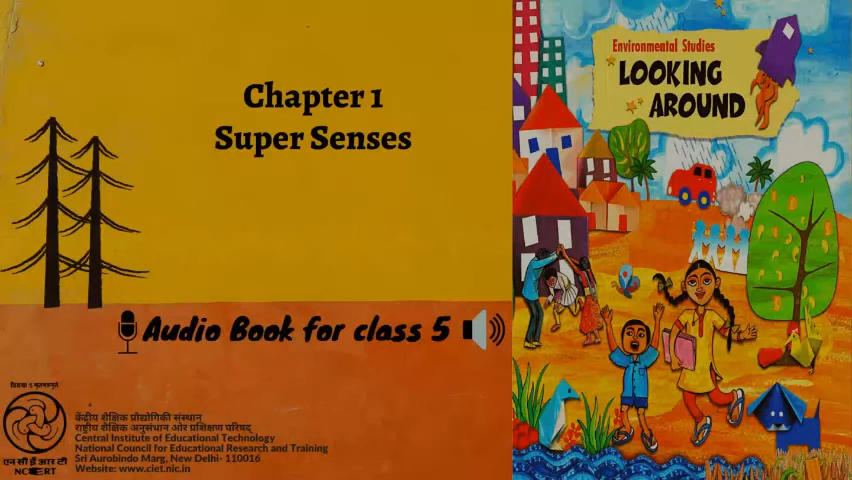 Chapter 1
Super Senses
Audio Book for class 5
विद्यया ऽ मृतमश्नुते
एन सी ई आर टी
NCERT
केंद्रीय शैक्षिक प्रौद्योगिकी संस्थान
राष्ट्रीय शैक्षिक अनुसंधान और प्रशिक्षण परिषद्
Central Institute of Educational Technology
National Council for Educational Research and Training
Sri Aurobindo Marg, New Delhi- 110016
Website: www.ciet.nic.in
Environmental Studies
LOOKING
AROUND